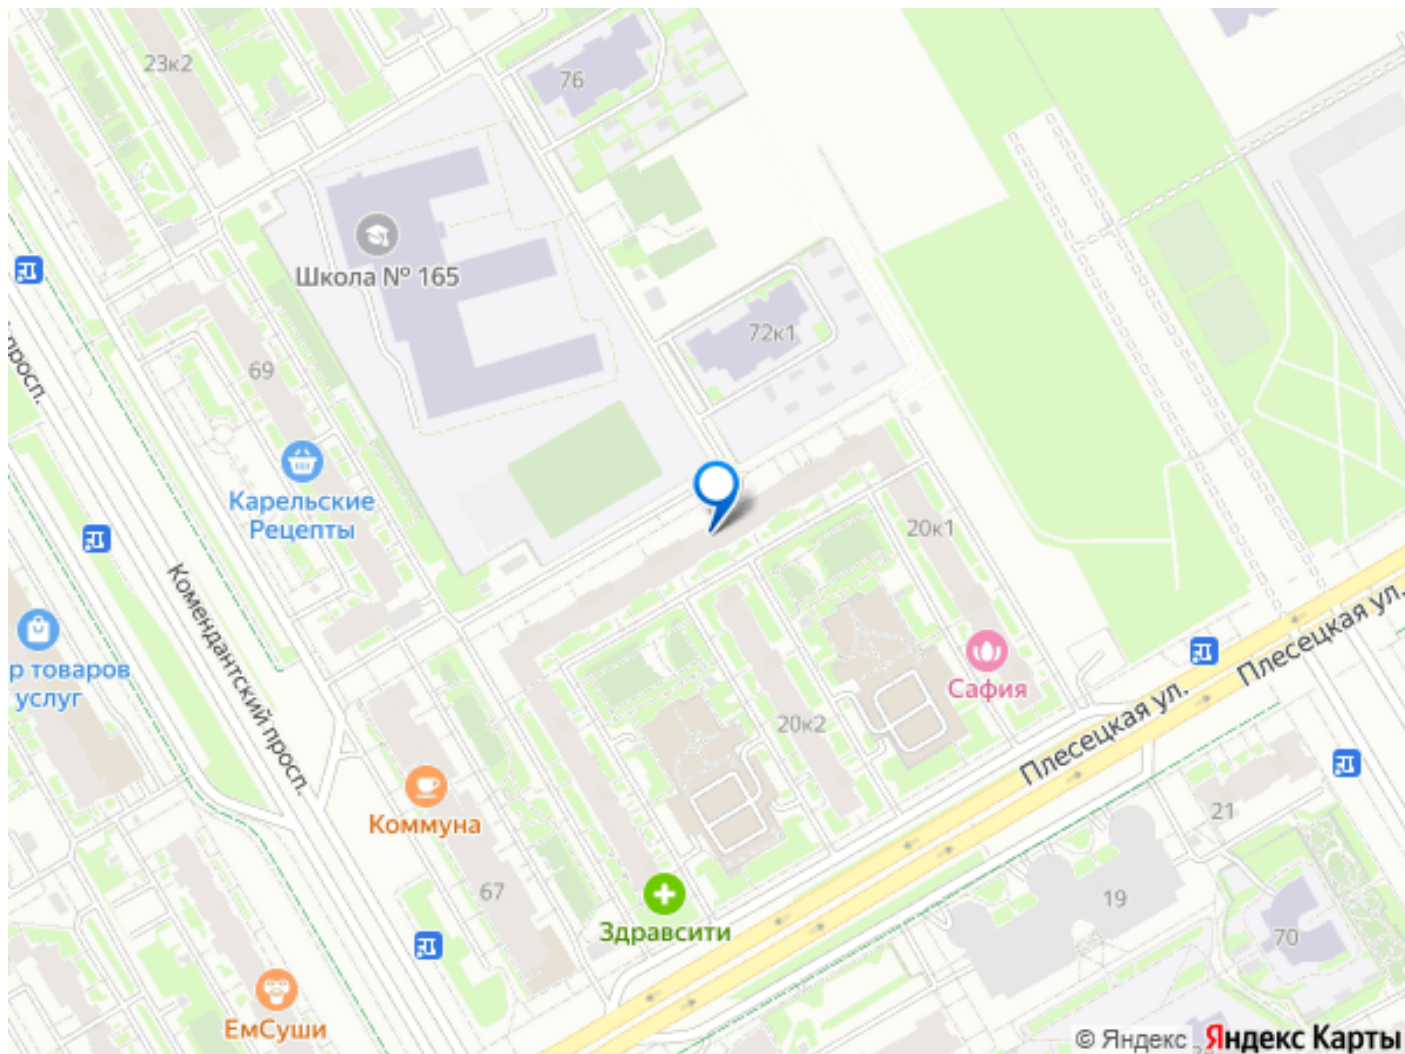 23к2
76
Школа № 165
72к1
просп.
69
Карельские
Рецепты
20к1
Комендантский просп.
р товаров
услуг
Сафия
Плесецкая ул.
Плесецкая ул.
20к2
Коммуна
21
67
19
Здравсити
70
ЕмСуши
© Яндекс Яндекс Карты